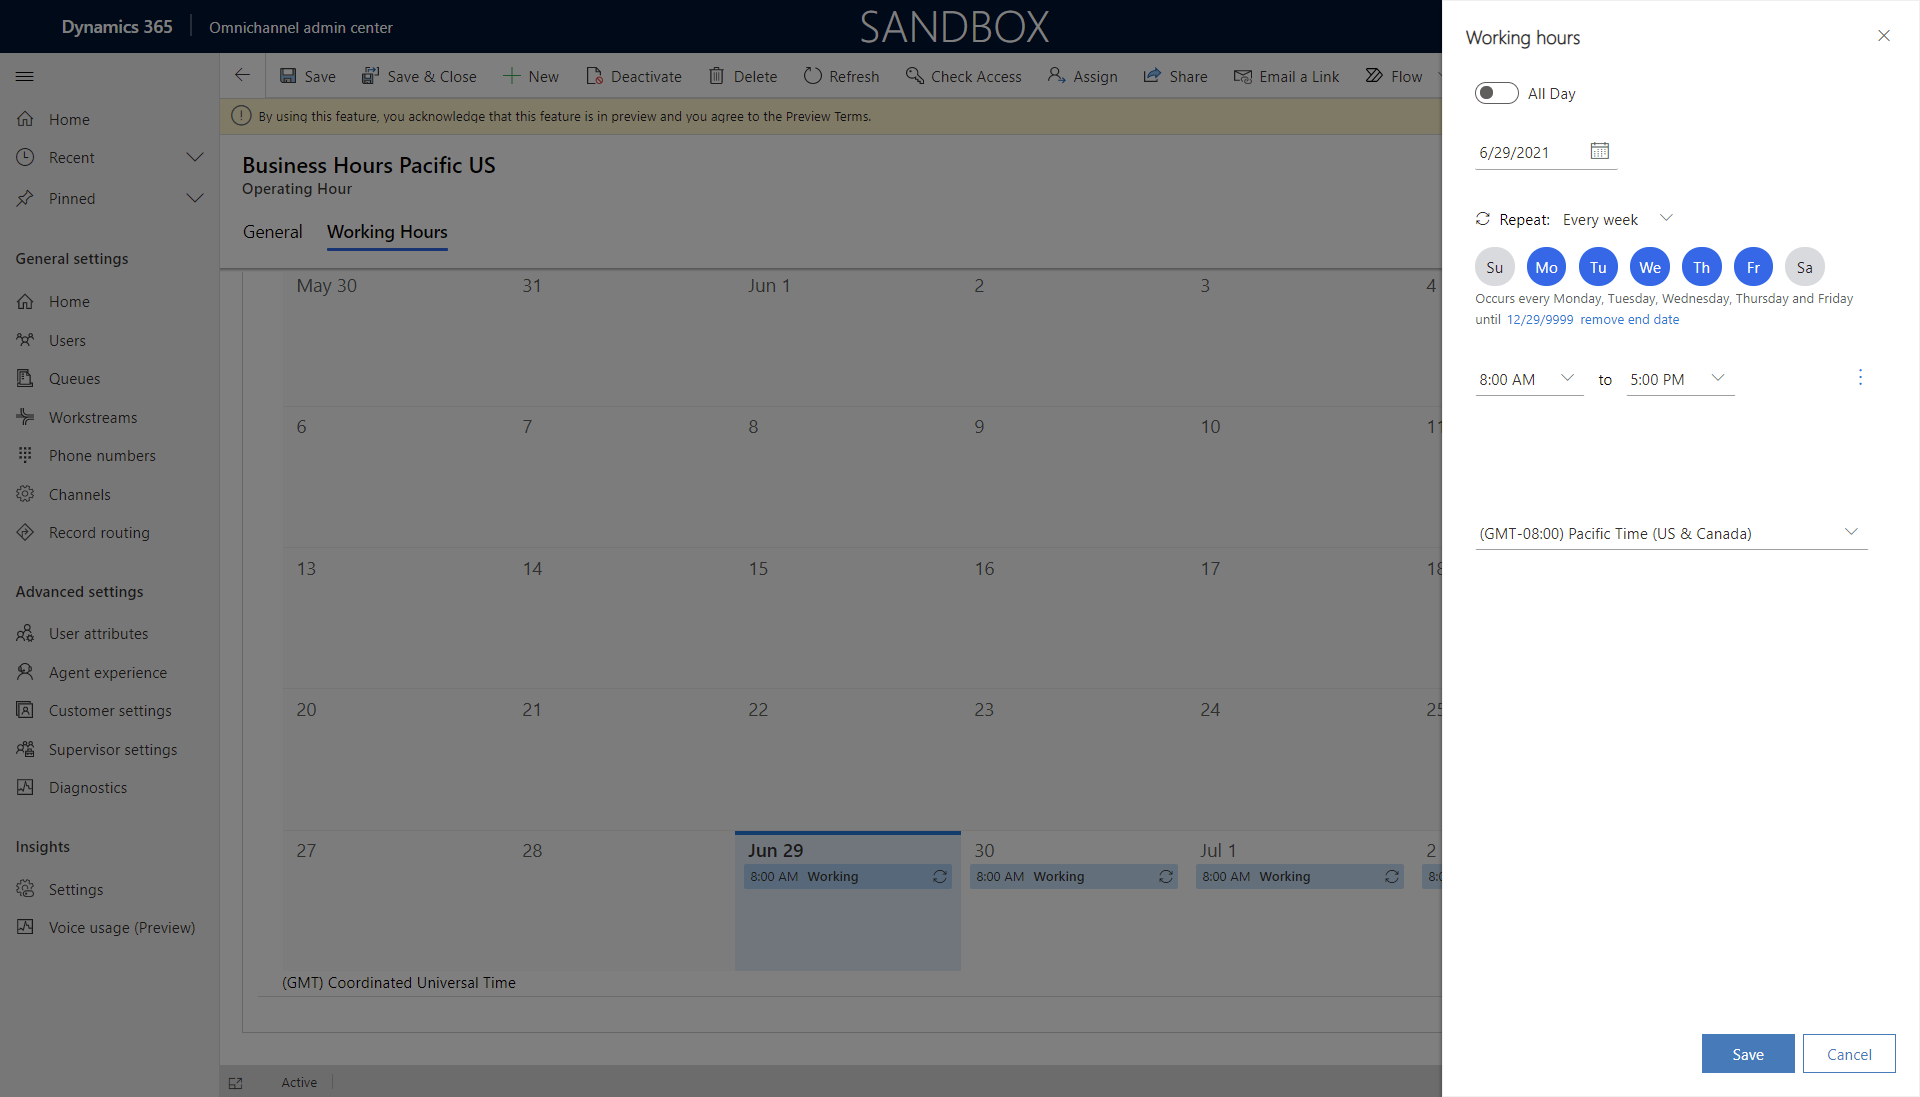 Dynamics 365 Omnichannel admin center SANDBOX
Save Save & Close New Deactivate Delete Refresh Check Access Assign Share Email a Link Flow
By using this feature, you acknowledge that this feature is in preview and you agree to the Preview Terms.
Home
Recent
Pinned
General settings
Home
Users
Queues
Workstreams
Phone numbers
Channels
Record routing
Advanced settings
User attributes
Agent experience
Customer settings
Supervisor settings
Diagnostics
Insights
Settings
Voice usage (Preview)
Business Hours Pacific US
Operating Hour
General Working Hours
May 30 31 Jun 1 2 3 4
6 7 8 9 10 11
13 14 15 16 17 18
20 21 22 23 24 25
27 28 Jun 29 30 Jul 1 2
8:00 AM Working 8:00 AM Working 8:00 AM Working
(GMT) Coordinated Universal Time
Active
Working hours
All Day
6/29/2021
Repeat: Every week
Su Mo Tu We Th Fr Sa
Occurs every Monday, Tuesday, Wednesday, Thursday and Friday
until 12/29/9999 remove end date
8:00 AM to 5:00 PM
(GMT-08:00) Pacific Time (US & Canada)
Save Cancel